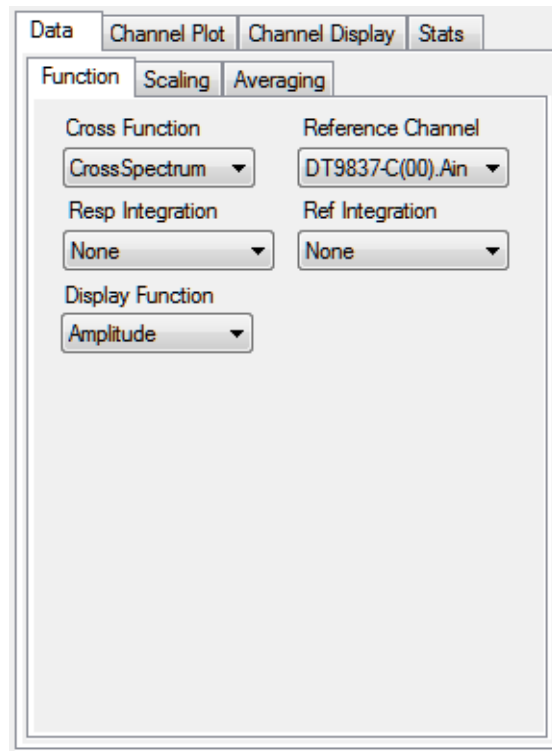 Data Channel Plot Channel Display Stats
Function Scaling Averaging
Cross Function Reference Channel
CrossSpectrum DT9837-C(00).Ain
Resp Integration Ref Integration
None None
Display Function
Amplitude